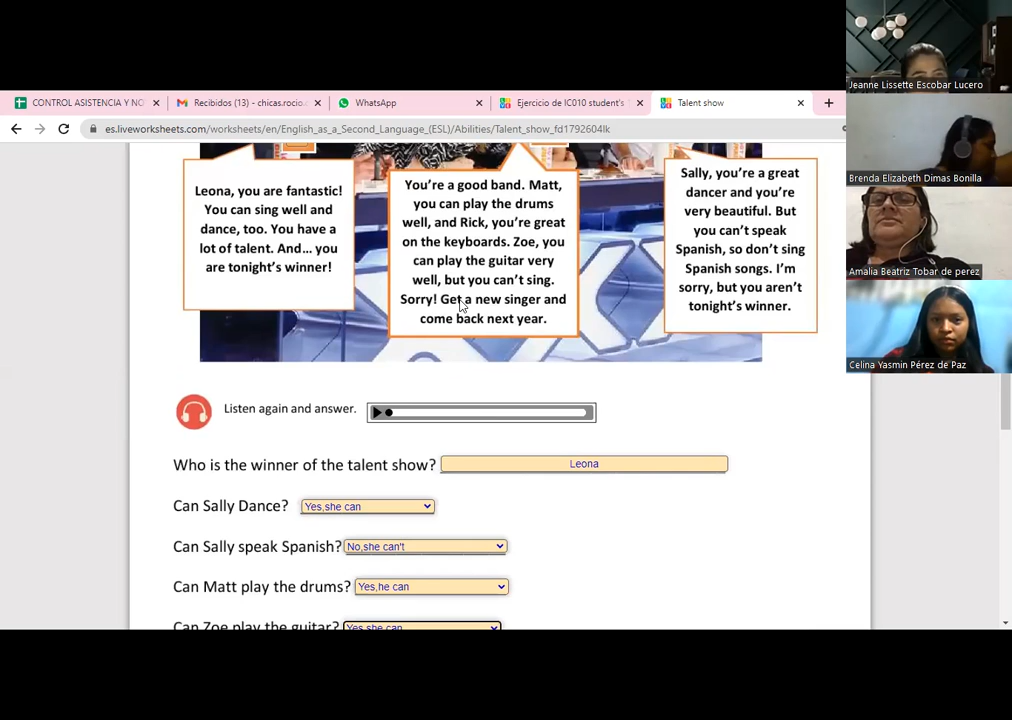 CONTROL ASISTENCIA Y NO
Recibidos (13) - chicas.rocio.
WhatsApp
Ejercicio de IC010 student's
Talent show
es.liveworksheets.com/worksheets/en/English_as_a_Second_Language_(ESL)/Abilities/Talent_show_fd1792604lk
Leona, you are fantastic!
You can sing well and
dance, too. You have a
lot of talent. And... you
are tonight's winner!
You're a good band. Matt,
you can play the drums
well, and Rick, you're great
on the keyboards. Zoe, you
can play the guitar very
well, but you can't sing.
Sorry! Get a new singer and
come back next year.
Sally, you're a great
dancer and you're
very beautiful. But
you can't speak
Spanish, so don't sing
Spanish songs. I'm
sorry, but you aren't
tonight's winner.
Listen again and answer.
Who is the winner of the talent show? Leona
Can Sally Dance? Yes,she can
Can Sally speak Spanish? No,she can't
Can Matt play the drums? Yes,he can
Can Zoe play the guitar? Yes,she can
Jeanne Lissette Escobar Lucero
Brenda Elizabeth Dimas Bonilla
Amalia Beatriz Tobar de perez
Celina Yasmin Pérez de Paz